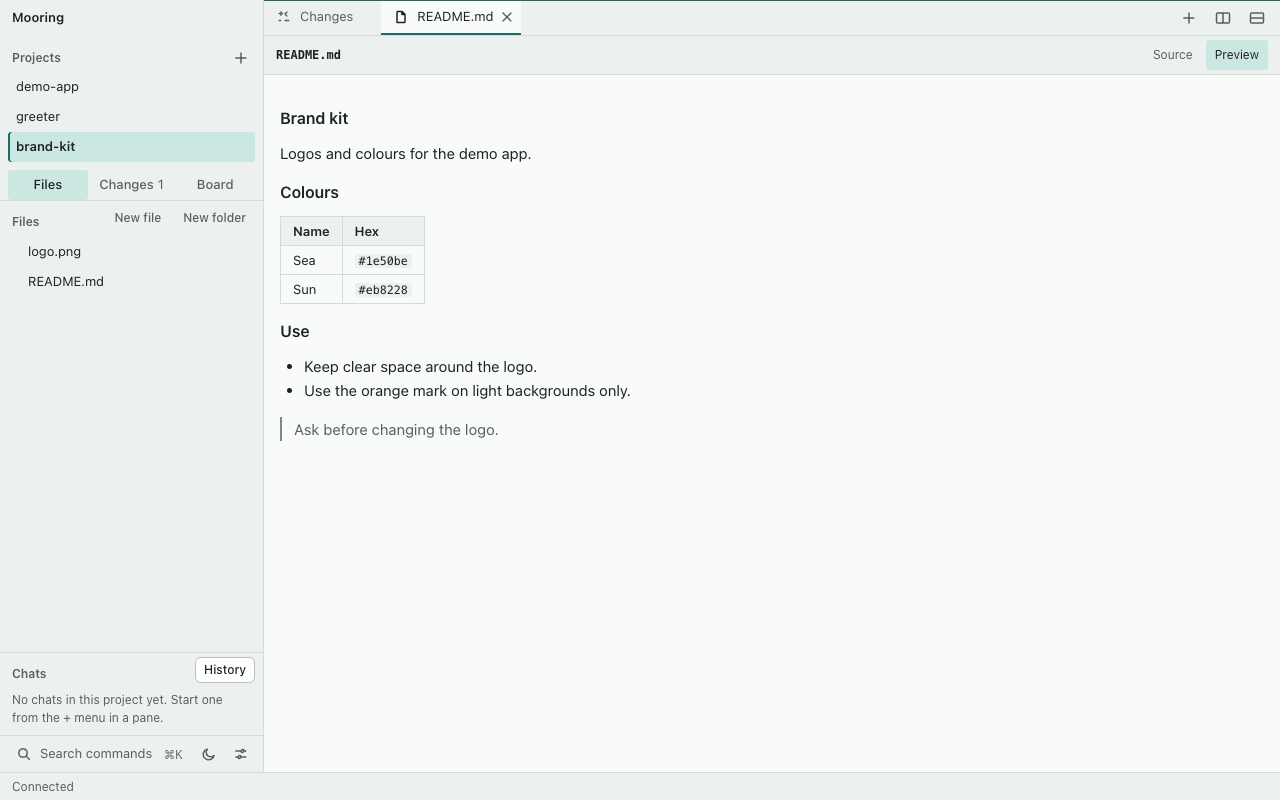 Mooring
Projects
demo-app
greeter
brand-kit
Files
Changes 1
Board
Files
New file
New folder
logo.png
README.md
Chats
History
No chats in this project yet. Start one
from the + menu in a pane.
Search commands ⌘K
Connected
Changes
README.md
README.md
Source
Preview
Brand kit
Logos and colours for the demo app.
Colours
Name Hex
Sea #1e50be
Sun #eb8228
Use
• Keep clear space around the logo.
• Use the orange mark on light backgrounds only.
Ask before changing the logo.